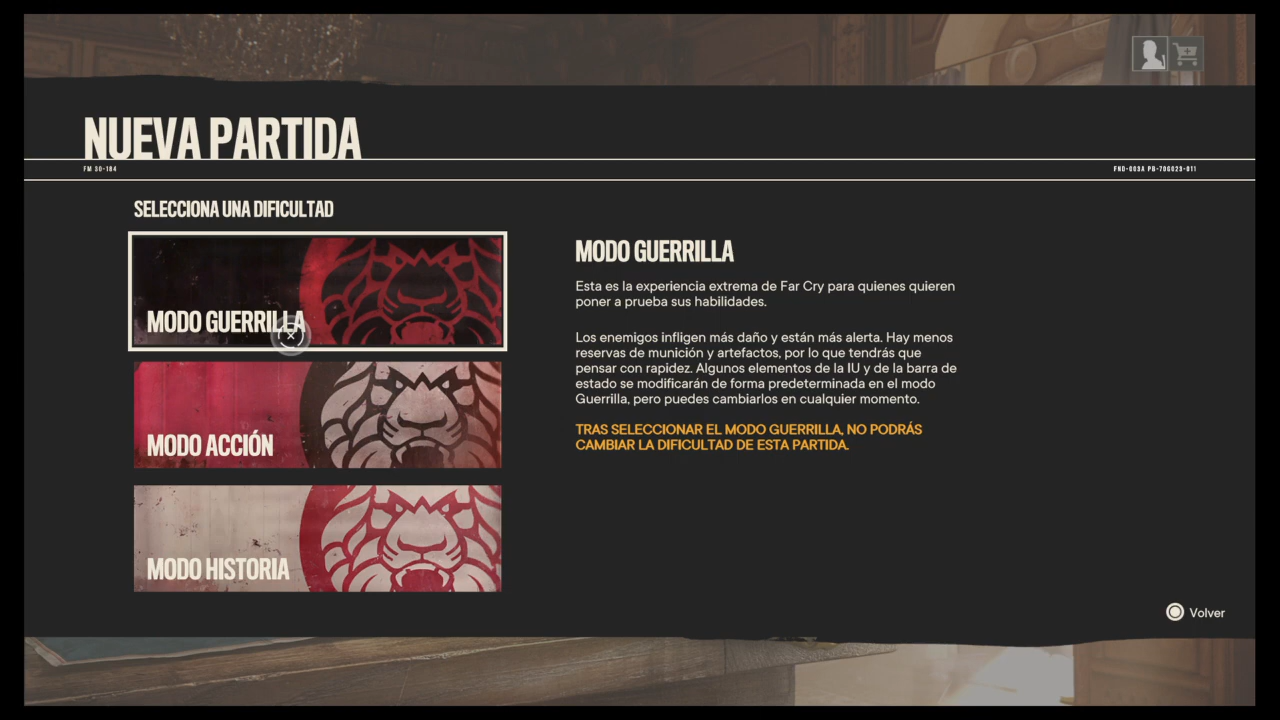 NUEVA PARTIDA
FM 30-184
FND-003A PB-706023-011
SELECCIONA UNA DIFICULTAD
MODO GUERRILLA
MODO ACCIÓN
MODO HISTORIA
MODO GUERRILLA
Esta es la experiencia extrema de Far Cry para quienes quieren
poner a prueba sus habilidades.
Los enemigos infligen más daño y están más alerta. Hay menos
reservas de munición y artefactos, por lo que tendrás que
pensar con rapidez. Algunos elementos de la IU y de la barra de
estado se modificarán de forma predeterminada en el modo
Guerrilla, pero puedes cambiarlos en cualquier momento.
TRAS SELECCIONAR EL MODO GUERRILLA, NO PODRÁS
CAMBIAR LA DIFICULTAD DE ESTA PARTIDA.
Volver